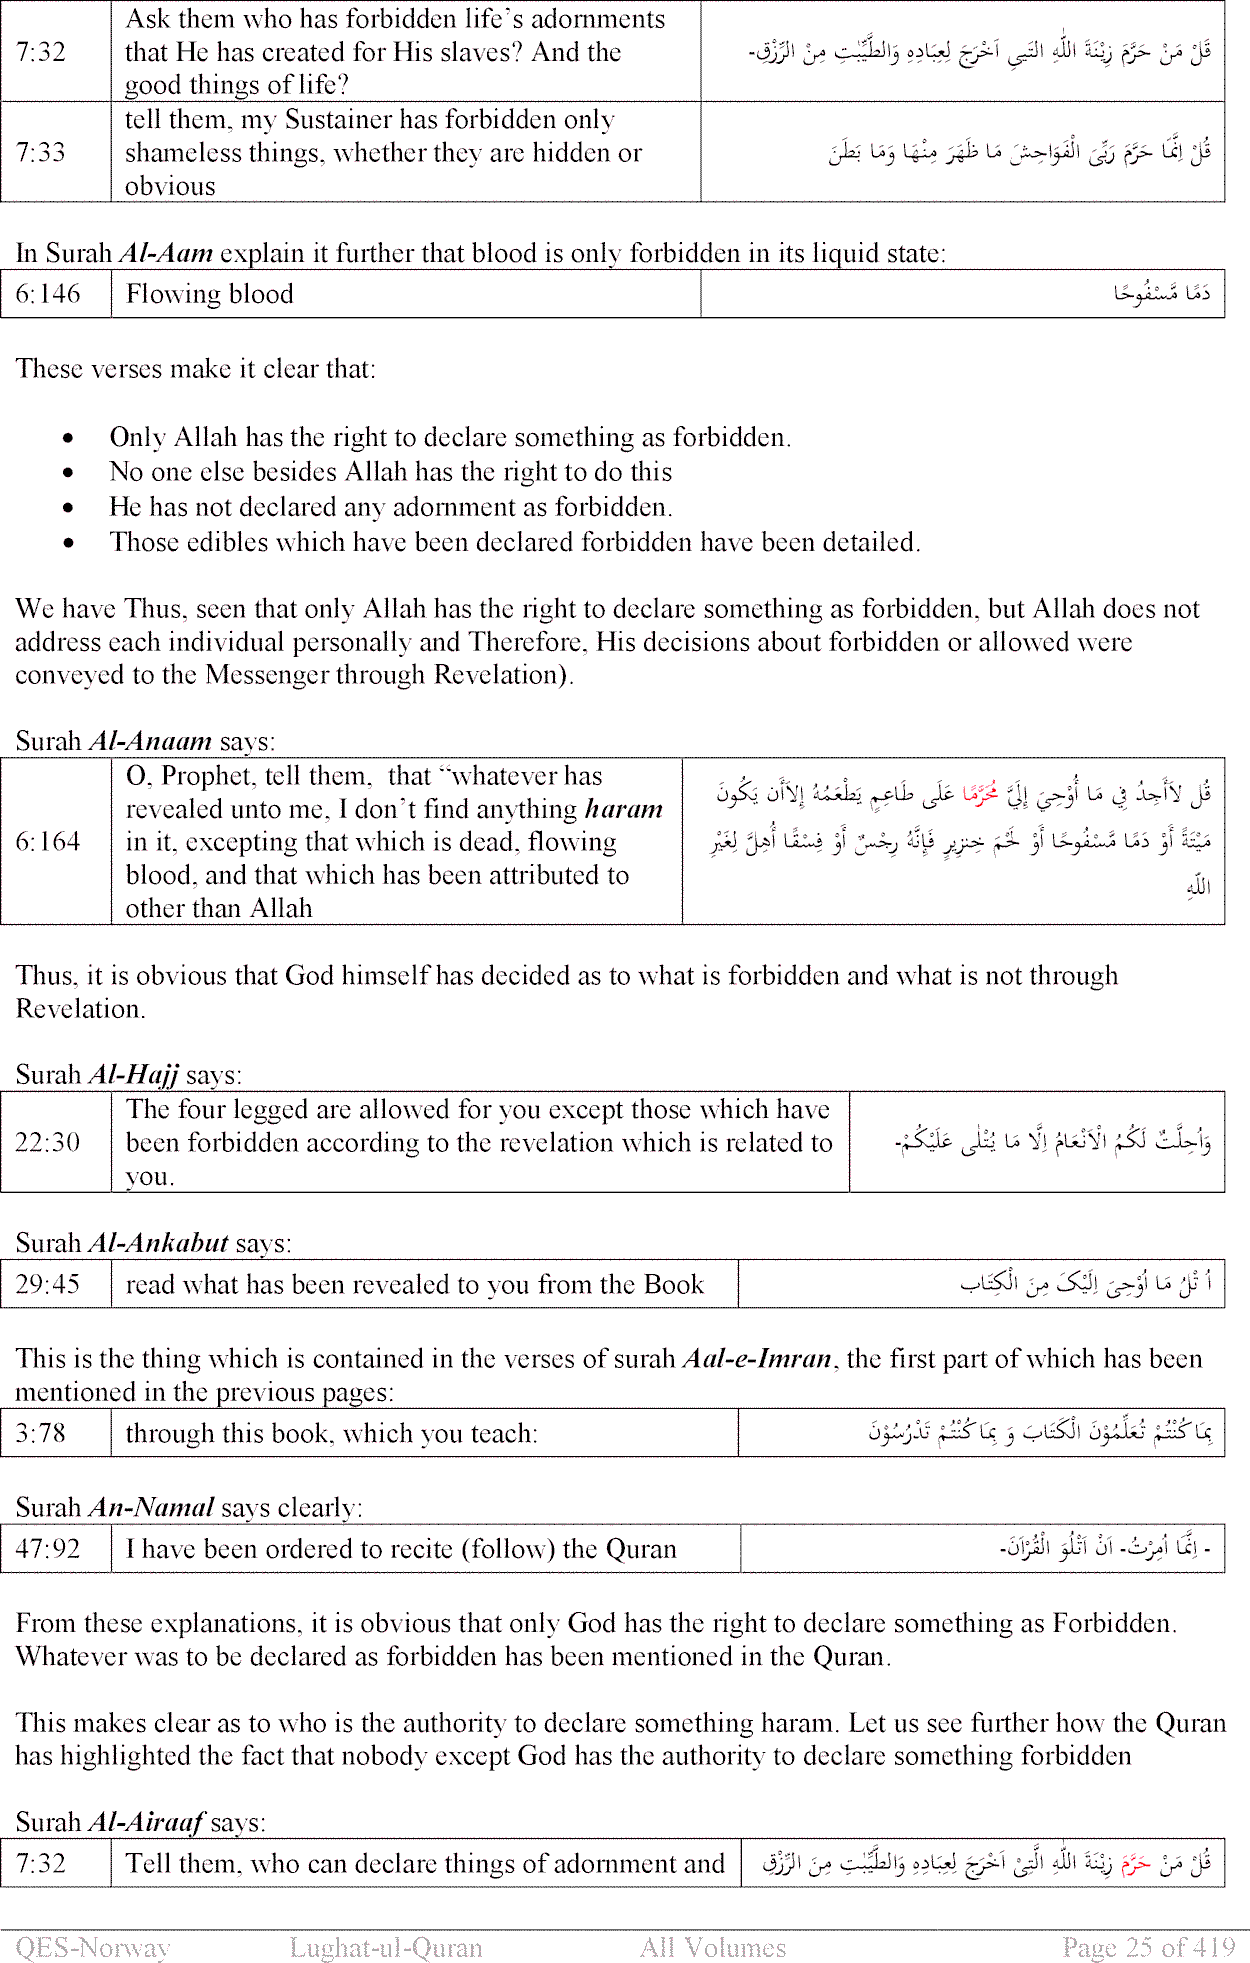 7:32
Ask them who has forbidden life's adornments
that He has created for His slaves? And the
good things of life?
قَلْ مَنْ حَرَّمَ زِيْنَةَ اللّٰهِ الَتِىِ اَخْرَجَ لِعِبَادِهِ وَالطَّيِّبٰتِ مِنْ الرِّزْقِ-
7:33
tell them, my Sustainer has forbidden only
shameless things, whether they are hidden or
obvious
قُلْ اِنَّمَا حَرَّمَ رَبِّىَ الْفَوَاحِشَ مَا ظَهَرَ مِنْهَا وَمَا بَطَنَ
In Surah Al-Aam explain it further that blood is only forbidden in its liquid state:
6:146
Flowing blood
دَمًا مَّسْفُوحًا
These verses make it clear that:
• Only Allah has the right to declare something as forbidden.
• No one else besides Allah has the right to do this
• He has not declared any adornment as forbidden.
• Those edibles which have been declared forbidden have been detailed.
We have Thus, seen that only Allah has the right to declare something as forbidden, but Allah does not
address each individual personally and Therefore, His decisions about forbidden or allowed were
conveyed to the Messenger through Revelation).
Surah Al-Anaam says:
6:164
O, Prophet, tell them,  that “whatever has
revealed unto me, I don't find anything haram
in it, excepting that which is dead, flowing
blood, and that which has been attributed to
other than Allah
قُل لاَأَجِدُ فِي مَا أُوْحِيَ إِلَيَّ مُحَرَّمًا عَلَى طَاعِمٍ يَطْعَمُهُ إِلاَأَن يَكُونَ
مَيْتَةً أَوْ دَمًا مَّسْفُوحًا أَوْ لَحْمَ خِنزِيرٍ فَإِنَّهُ رِجْسٌ أَوْ فِسْقًا أُهِلَّ لِغَيْرِ
اللّهِ
Thus, it is obvious that God himself has decided as to what is forbidden and what is not through
Revelation.
Surah Al-Hajj says:
22:30
The four legged are allowed for you except those which have
been forbidden according to the revelation which is related to
you.
وَاُحِلَّتْ لَكُمُ الْاَنْعَامُ اِلَّا مَا يُتْلٰى عَلَيْكُمْ-
Surah Al-Ankabut says:
29:45
read what has been revealed to you from the Book
اُ تْلُ مَا اُوْحِىَ اِلَيْکَ مِنَ الْكِتَاب
This is the thing which is contained in the verses of surah Aal-e-Imran, the first part of which has been
mentioned in the previous pages:
3:78
through this book, which you teach:
بِمَا كُنْتُمْ تُعَلِّمُوْنَ الْكَتَابَ وَ بِمَا كُنْتُمْ تَدْرُسُوْنَ
Surah An-Namal says clearly:
47:92
I have been ordered to recite (follow) the Quran
- اِنَّمَا اُمِرْتُ- اَنْ اَتْلُوَ الْقُرْاٰنَ-
From these explanations, it is obvious that only God has the right to declare something as Forbidden.
Whatever was to be declared as forbidden has been mentioned in the Quran.
This makes clear as to who is the authority to declare something haram. Let us see further how the Quran
has highlighted the fact that nobody except God has the authority to declare something forbidden
Surah Al-Airaaf says:
7:32
Tell them, who can declare things of adornment and
قُلْ مَنْ حَرَّمَ زِيْنَةَ اللّٰهِ الَّتِىْ اَخْرَجَ لِعِبَادِهِ وَالطَّيِّبٰتِ مِنَ الرِّزْقِ
QES-Norway Lughat-ul-Quran All Volumes Page 25 of 419